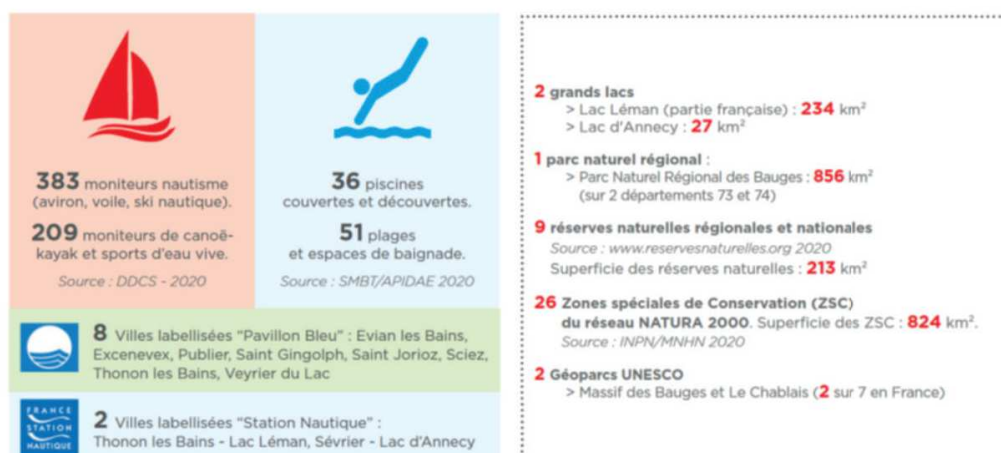 383 moniteurs nautisme
(aviron, voile, ski nautique).
209 moniteurs de canoë-
kayak et sports d'eau vive.
Source : DDCS - 2020
36 piscines
couvertes et découvertes.
51 plages
et espaces de baignade.
Source : SMBT/APIDAE 2020
8 Villes labellisées "Pavillon Bleu" : Evian les Bains,
Excenevex, Publier, Saint Gingolph, Saint Jorioz, Sciez,
Thonon les Bains, Veyrier du Lac
FRANCE
STATION
NAUTIQUE
2 Villes labellisées "Station Nautique" :
Thonon les Bains - Lac Léman, Sévrier - Lac d'Annecy
2 grands lacs
> Lac Léman (partie française) : 234 km²
> Lac d'Annecy : 27 km²
1 parc naturel régional :
> Parc Naturel Régional des Bauges : 856 km²
(sur 2 départements 73 et 74)
9 réserves naturelles régionales et nationales
Source : www.reservesnaturelles.org 2020
Superficie des réserves naturelles : 213 km²
26 Zones spéciales de Conservation (ZSC)
du réseau NATURA 2000. Superficie des ZSC : 824 km².
Source : INPN/MNHN 2020
2 Géoparcs UNESCO
> Massif des Bauges et Le Chablais (2 sur 7 en France)